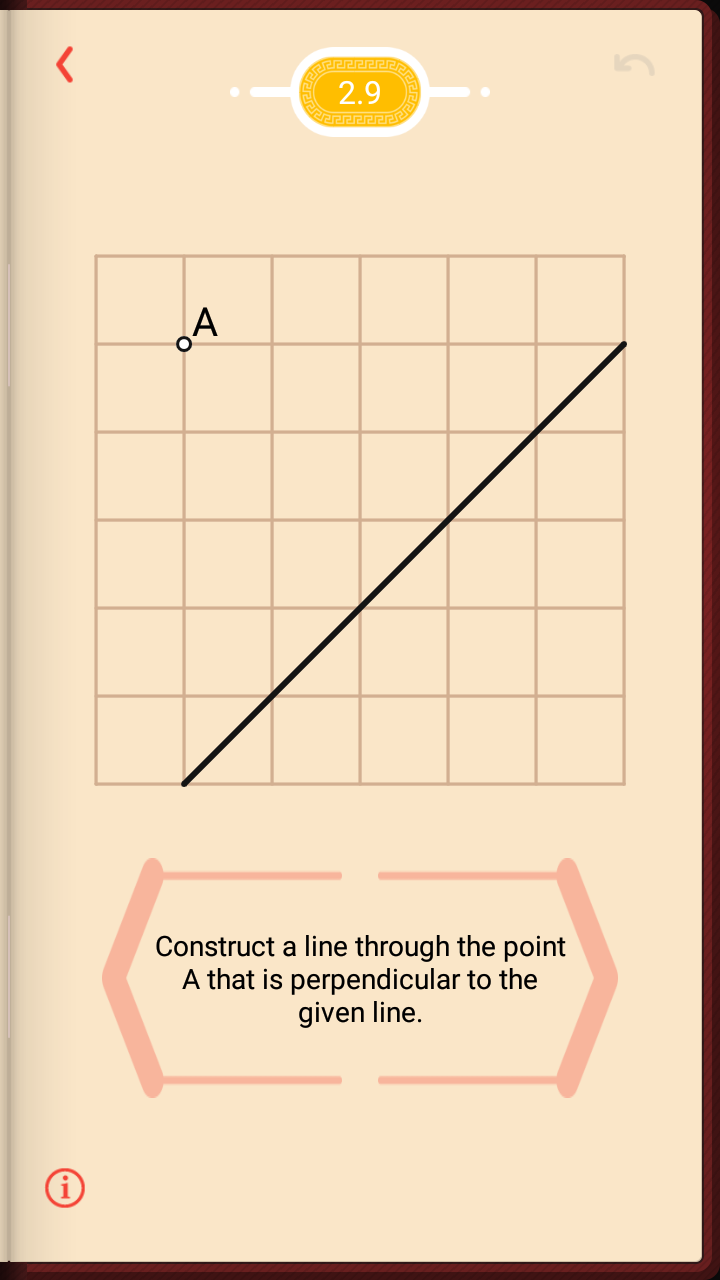 2.9
A
Construct a line through the point
A that is perpendicular to the
given line.
i